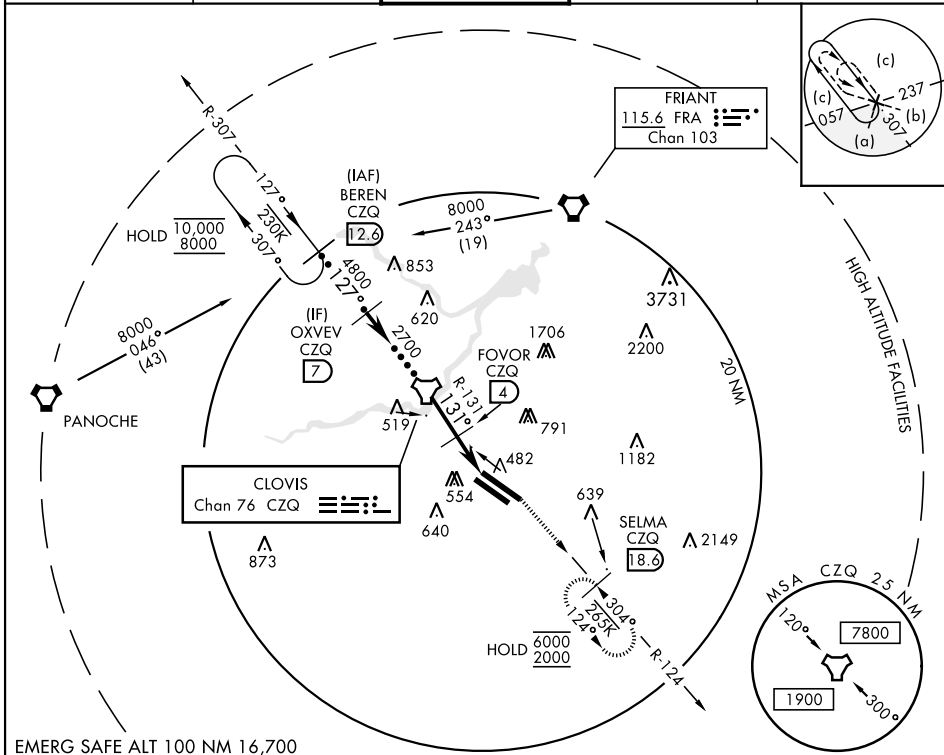 (c)
(c)
057
237
(b)
307
(a)
FRIANT
115.6 FRA
Chan 103
R-307
(IAF)
BEREN
CZQ
12.6
8000
243°
(19)
127°
230K
307°
HOLD 10,000
8000
4800
127°
853
620
3731
2200
HIGH ALTITUDE FACILITIES
20 NM
(IF)
OXVEV
CZQ
7
2700
1706
FOVOR
CZQ
4
8000
046°
(43)
PANOCHE
R-131
131°
519
791
482
1182
CLOVIS
Chan 76 CZQ
554
640
873
639
SELMA
CZQ
18.6
2149
304°
265K
124°
HOLD 6000
2000
R-124
MSA CZQ 25 NM
120°
7800
1900
300°
EMERG SAFE ALT 100 NM 16,700